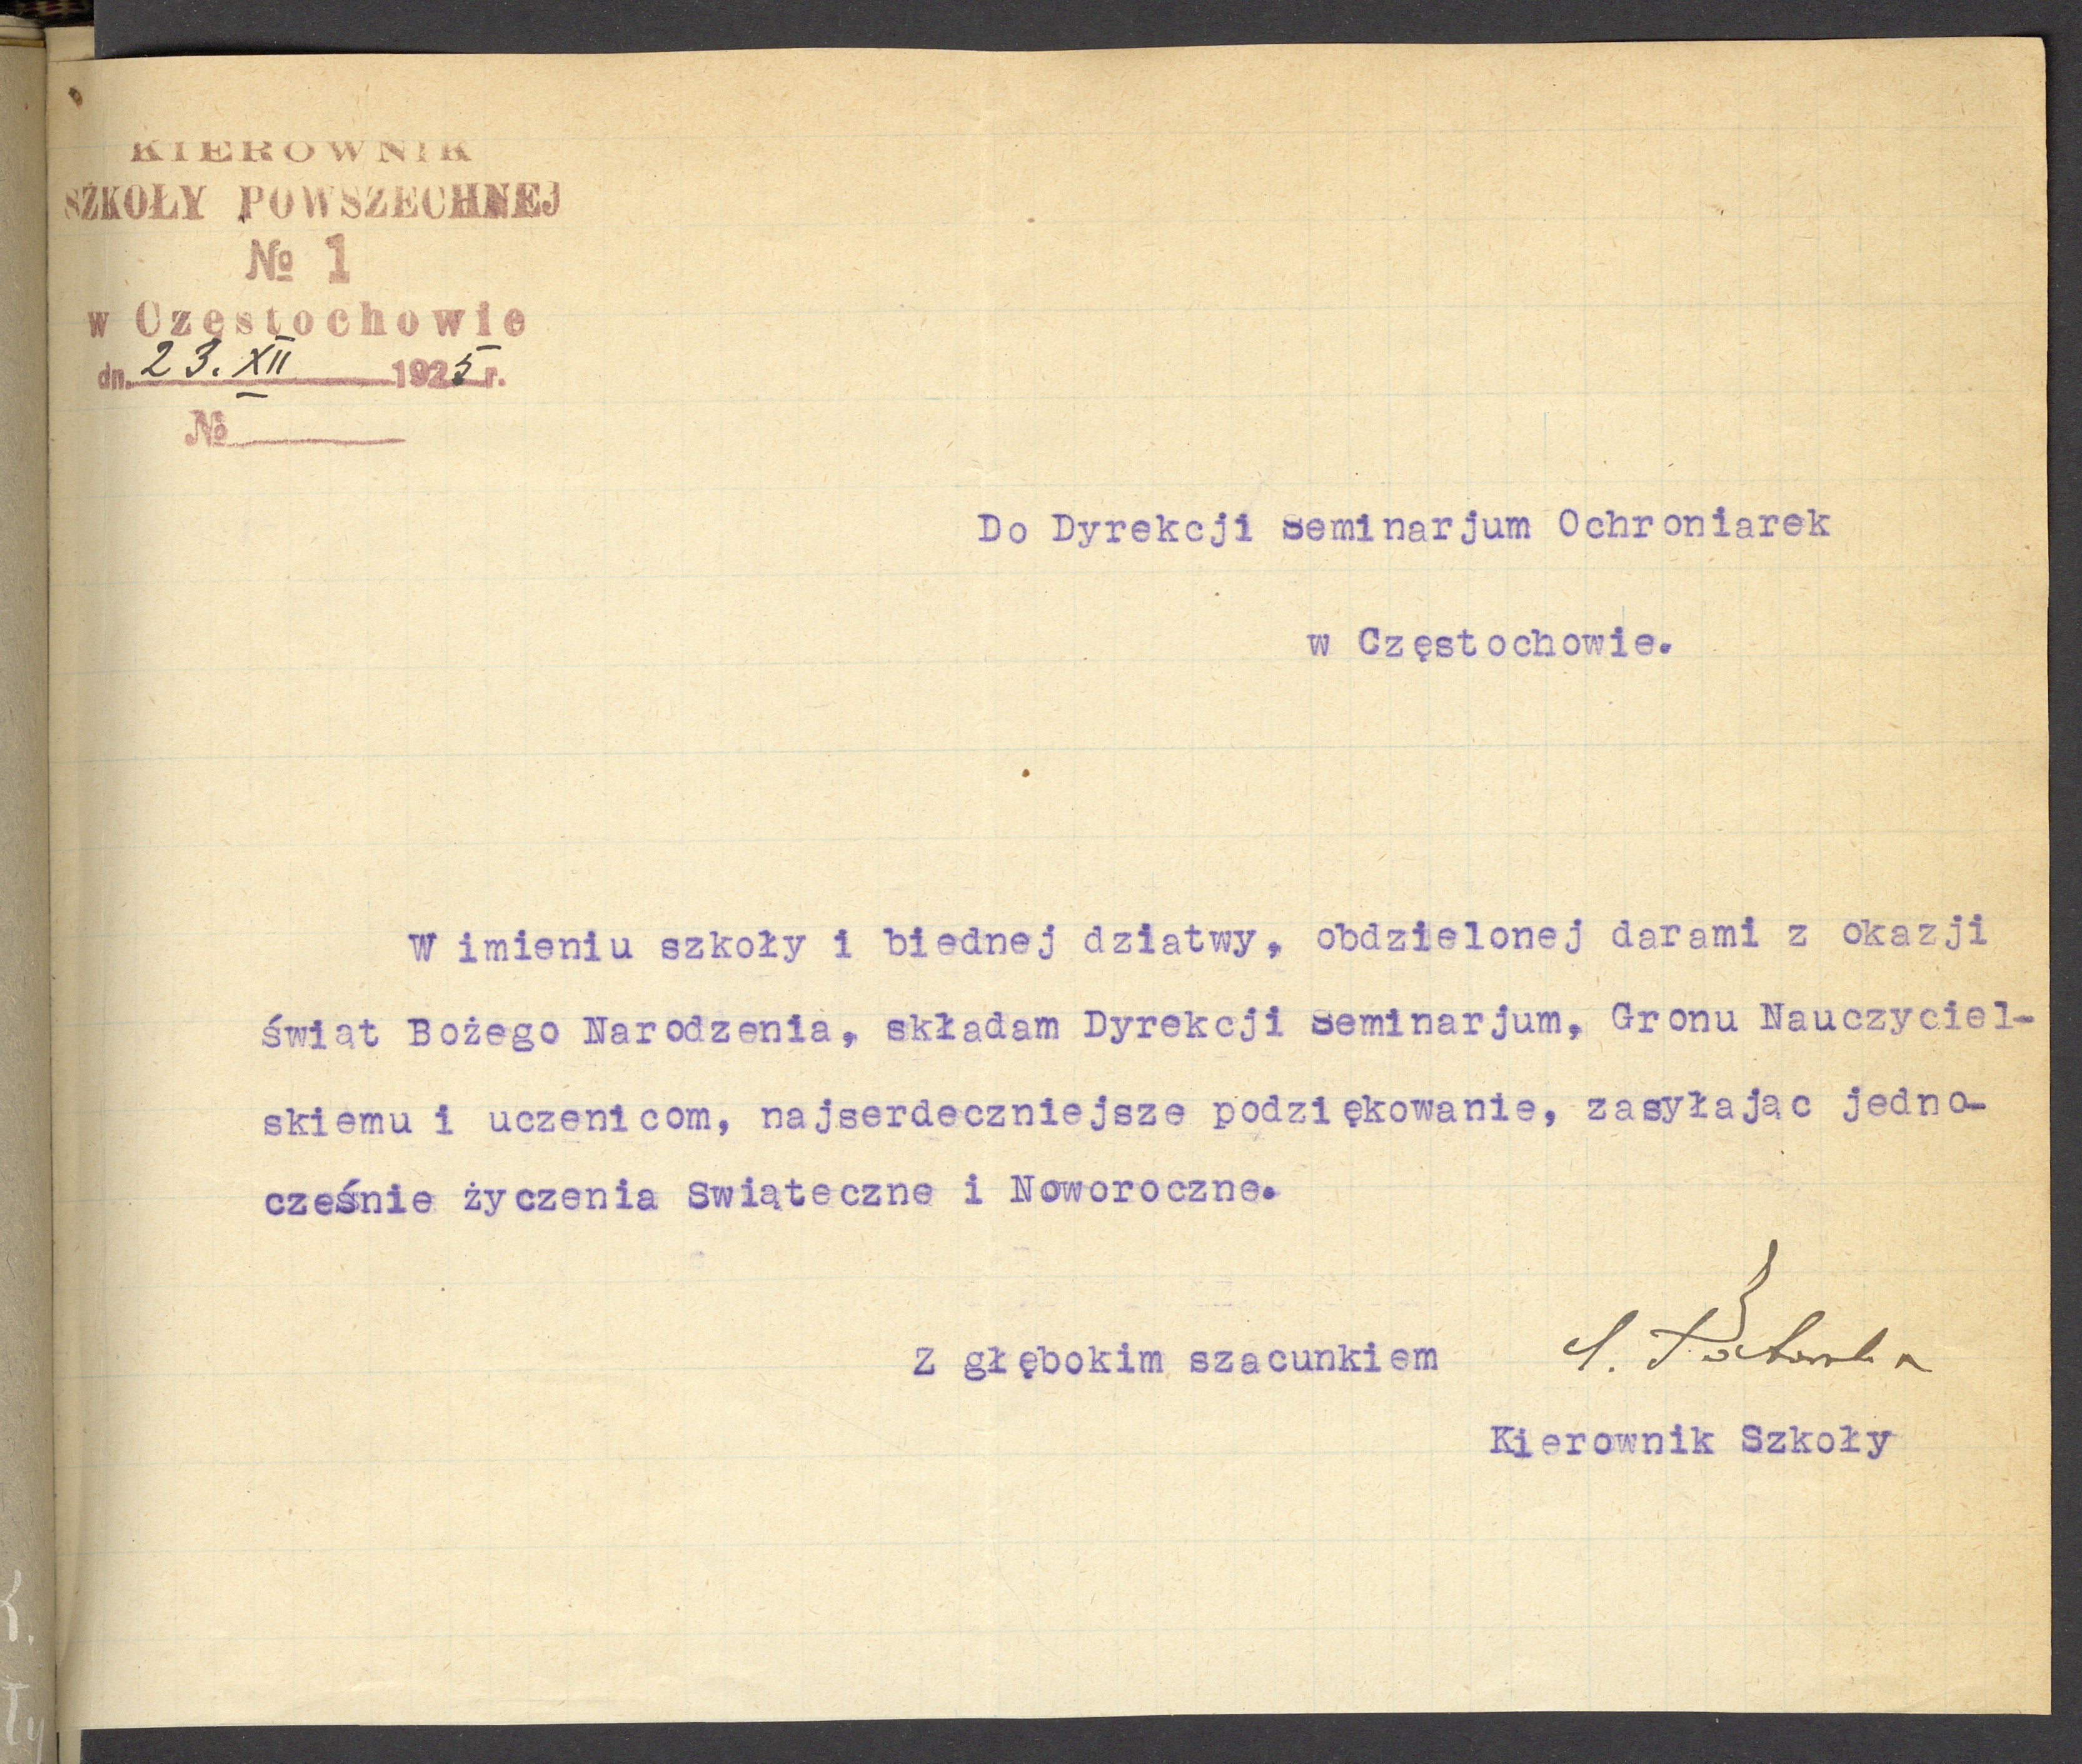 KIEROWNIK
SZKOŁY POWSZECHNEJ
№ 1
w Częstochowie
dn. 23. XII 1925 r.
№
Do Dyrekcji Seminarjum Ochroniarek
w Częstochowie.
W imieniu szkoły i biednej dziatwy, obdzielonej darami z okazji
świąt Bożego Narodzenia, składam Dyrekcji Seminarjum, Gronu Nauczyciel-
skiemu i uczenicom, najserdeczniejsze podziękowanie, zasyłając jedno-
cześnie życzenia Swiąteczne i Noworoczne.
Z głębokim szacunkiem
Kierownik Szkoły